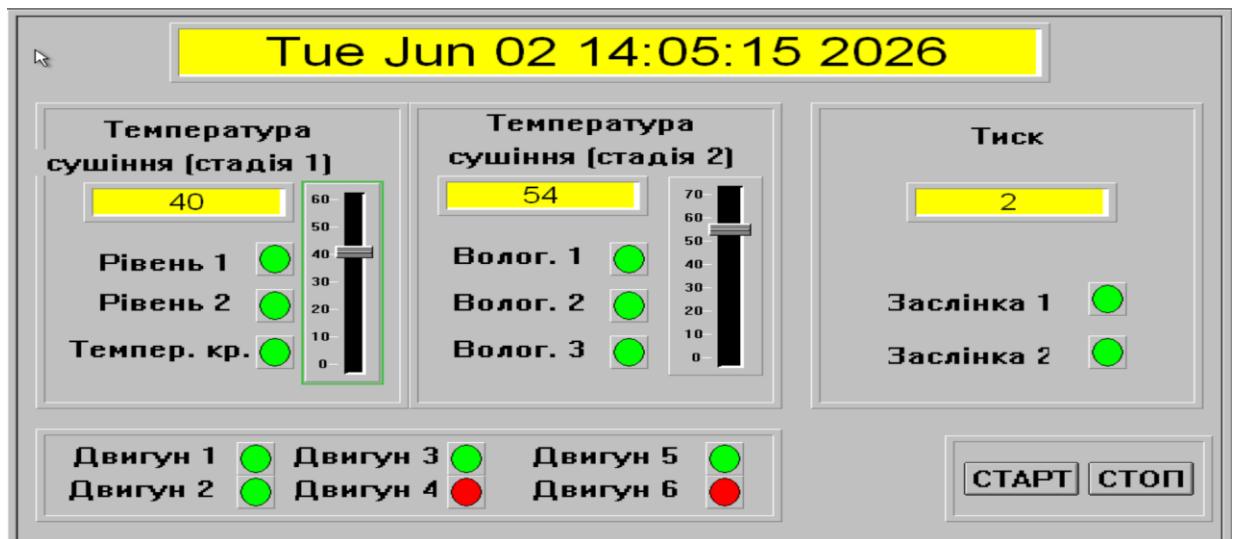 Tue Jun 02 14:05:15 2026
Температура
сушіння (стадія 1)
40
60
50
40
30
20
10
0
Рівень 1
Рівень 2
Темпер. кр.
Температура
сушіння (стадія 2)
54
70
60
50
40
30
20
10
0
Волог. 1
Волог. 2
Волог. 3
Тиск
2
Заслінка 1
Заслінка 2
Двигун 1
Двигун 3
Двигун 5
Двигун 2
Двигун 4
Двигун 6
СТАРТ
СТОП